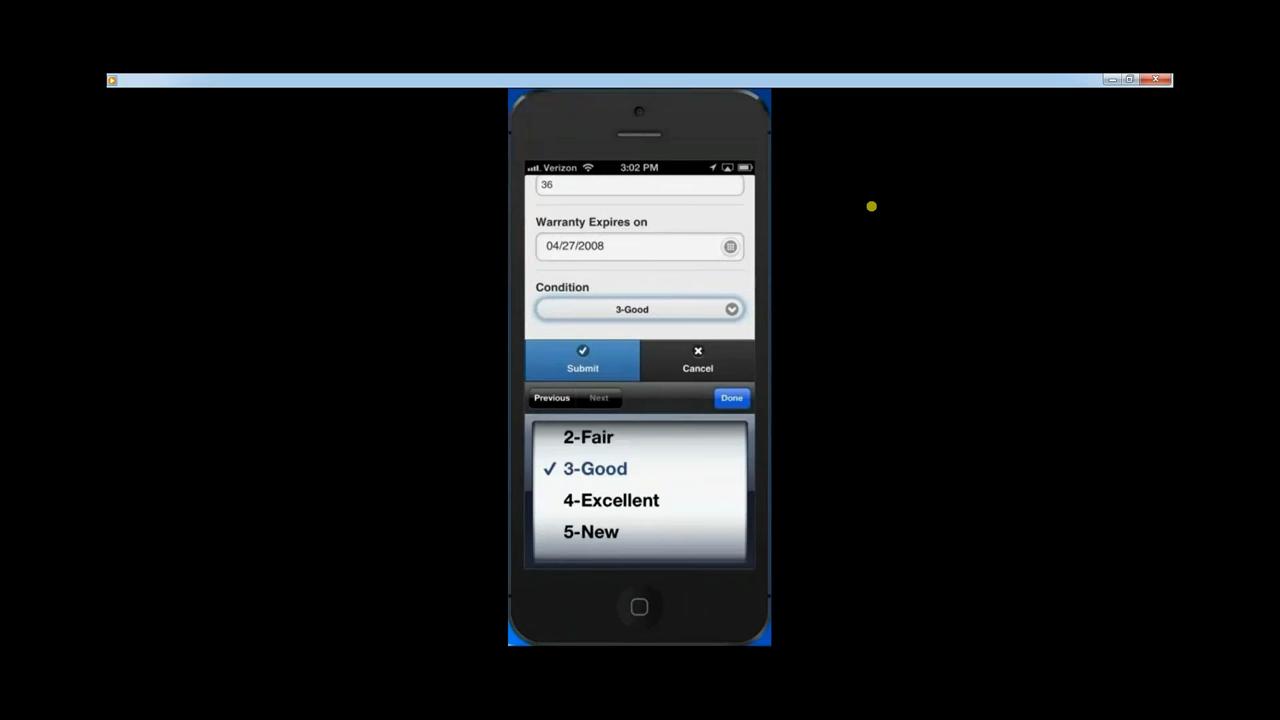 Verizon 3:02 PM
36
Warranty Expires on
04/27/2008
Condition
3-Good
Submit Cancel
Previous Next Done
2-Fair
✓ 3-Good
4-Excellent
5-New